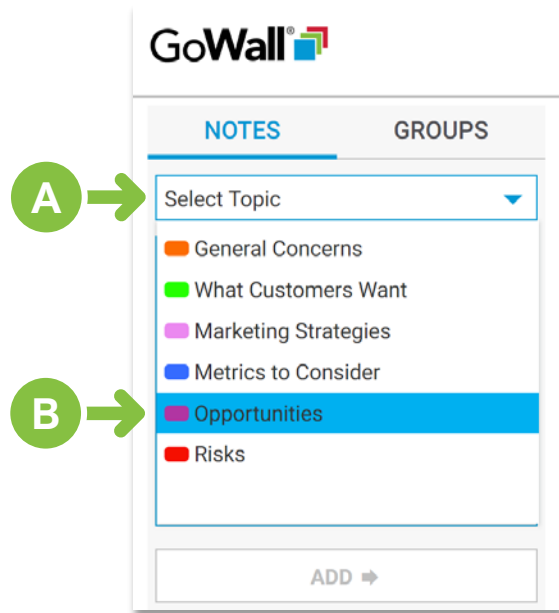 GoWall®
NOTES GROUPS
A Select Topic
General Concerns
What Customers Want
Marketing Strategies
Metrics to Consider
B Opportunities
Risks
ADD